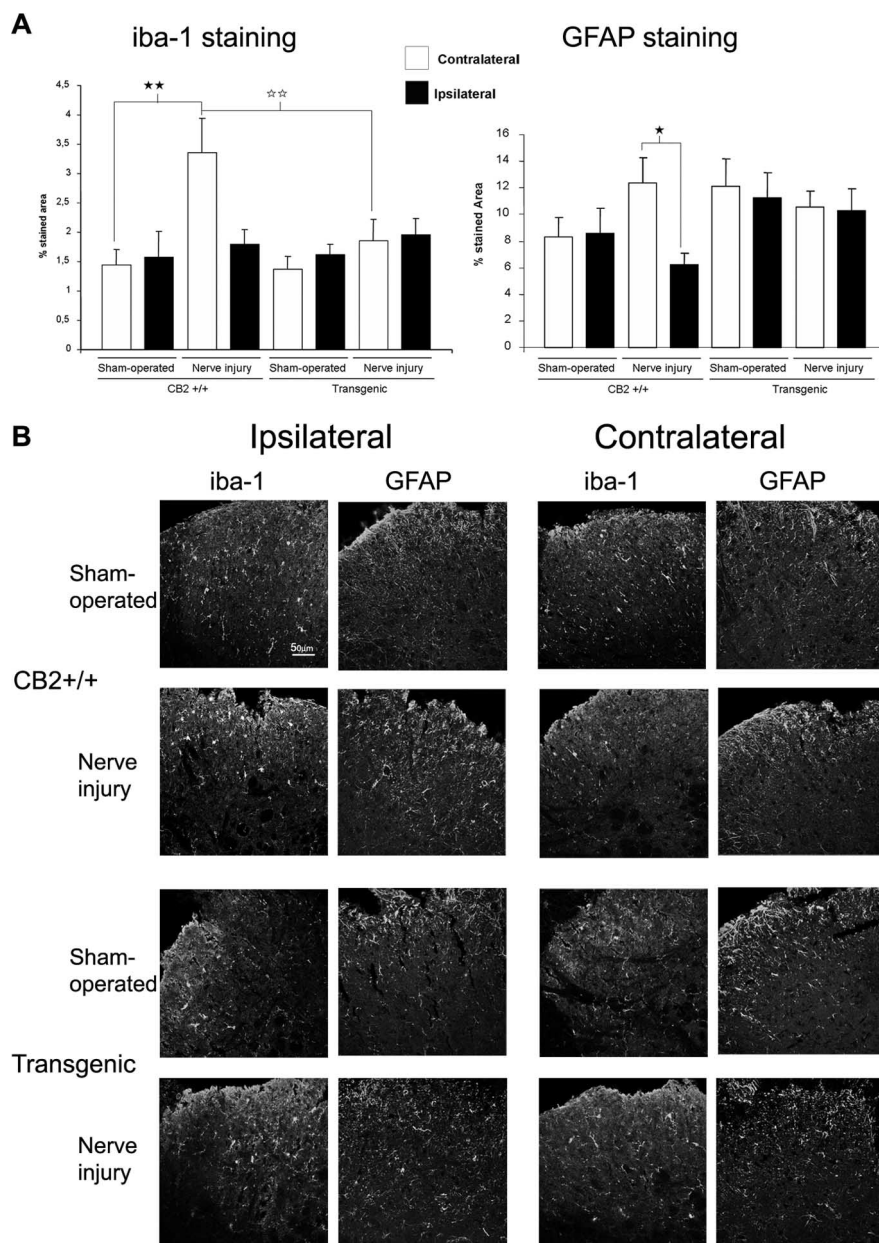 A
iba-1 staining
GFAP staining
Contralateral
Ipsilateral
★★
☆☆
★
% stained area
4,5
4
3,5
3
2,5
2
1,5
1
0,5
0
Sham-operated Nerve injury Sham-operated Nerve injury
CB2 +/+ Transgenic
% stained Area
16
14
12
10
8
6
4
2
0
Sham-operated Nerve injury Sham-operated Nerve injury
CB2 +/+ Transgenic
B
Ipsilateral Contralateral
iba-1 GFAP iba-1 GFAP
Sham-
operated
50µm
CB2+/+
Nerve
injury
Sham-
operated
Transgenic
Nerve
injury